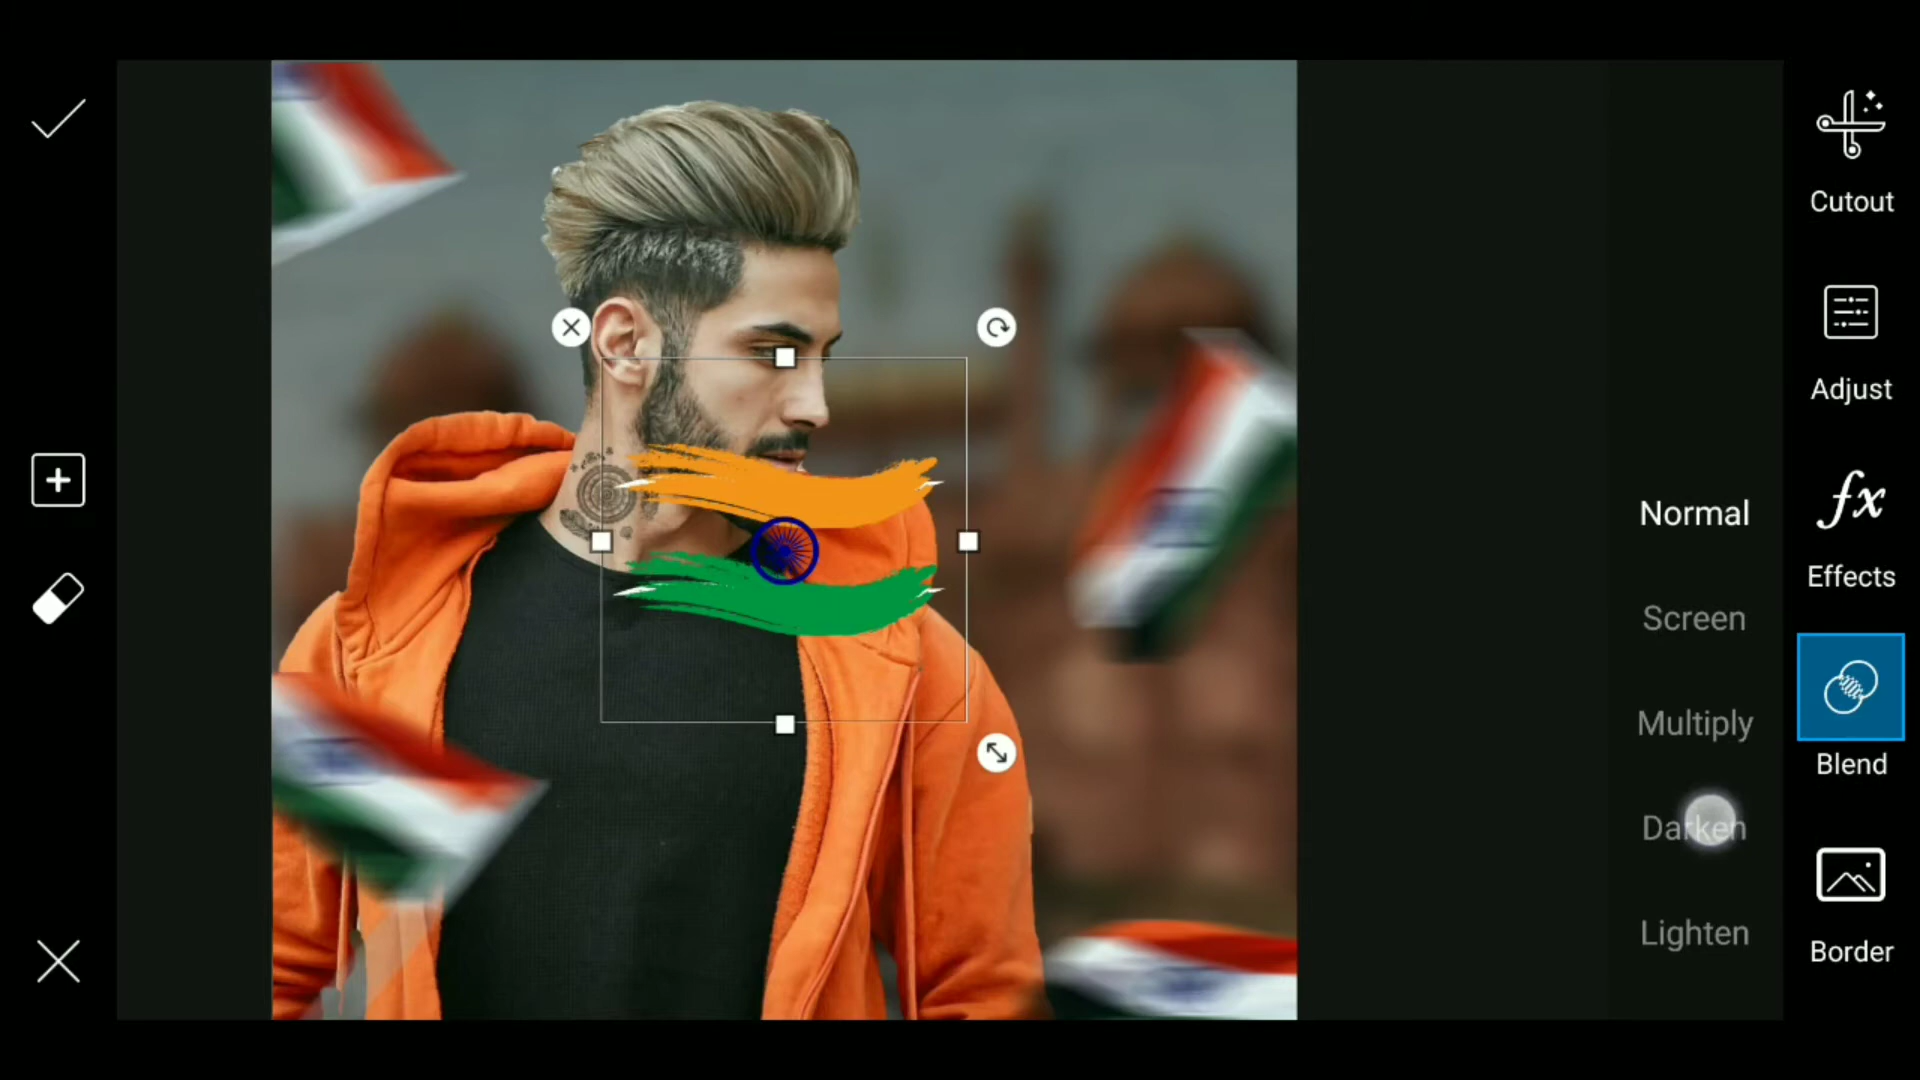 Cutout
Adjust
fx
Effects
Normal
Screen
Multiply
Blend
Darken
Lighten
Border